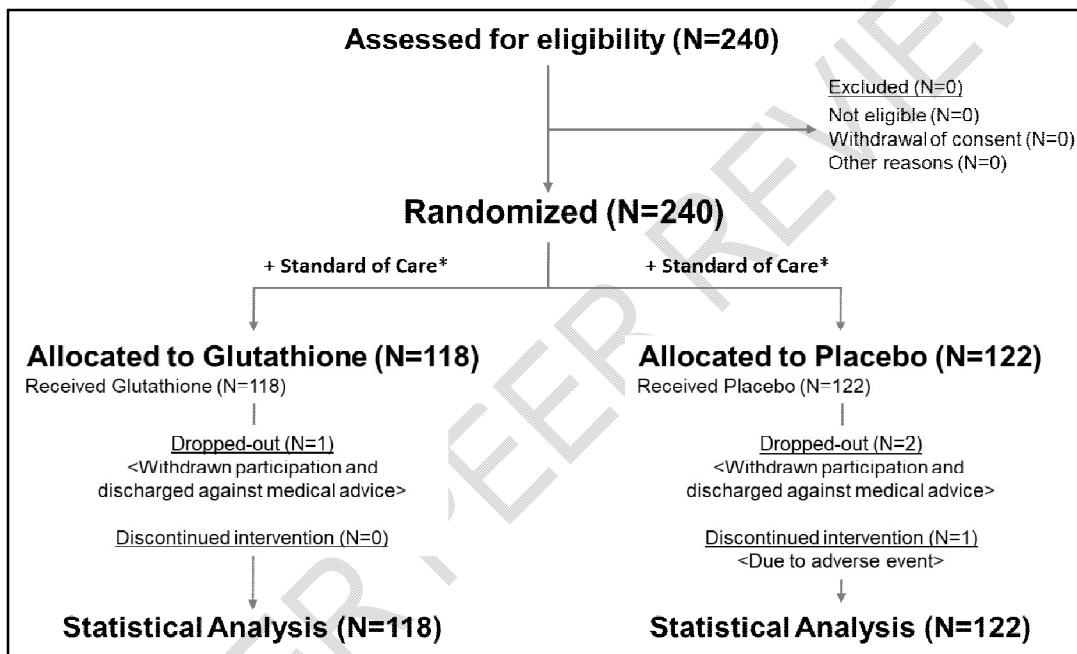 Assessed for eligibility (N=240)
Excluded (N=0)
Not eligible (N=0)
Withdrawal of consent (N=0)
Other reasons (N=0)
Randomized (N=240)
+ Standard of Care*
+ Standard of Care*
Allocated to Glutathione (N=118)
Received Glutathione (N=118)
Dropped-out (N=1)
<Withdrawn participation and
discharged against medical advice>
Discontinued intervention (N=0)
Statistical Analysis (N=118)
Allocated to Placebo (N=122)
Received Placebo (N=122)
Dropped-out (N=2)
<Withdrawn participation and
discharged against medical advice>
Discontinued intervention (N=1)
<Due to adverse event>
Statistical Analysis (N=122)
ER PEER REVIEW